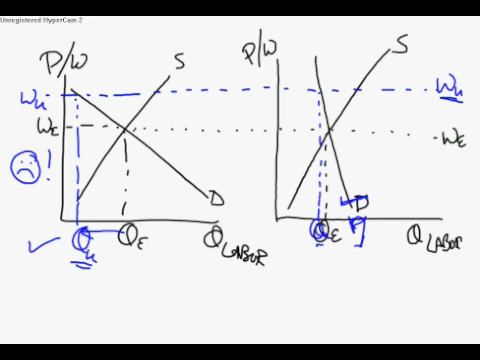 Unregistered HyperCam 2
P/W S P/W S
Wu Wu
WE WE
! D D
QU QE QLABOR QE QLABOR